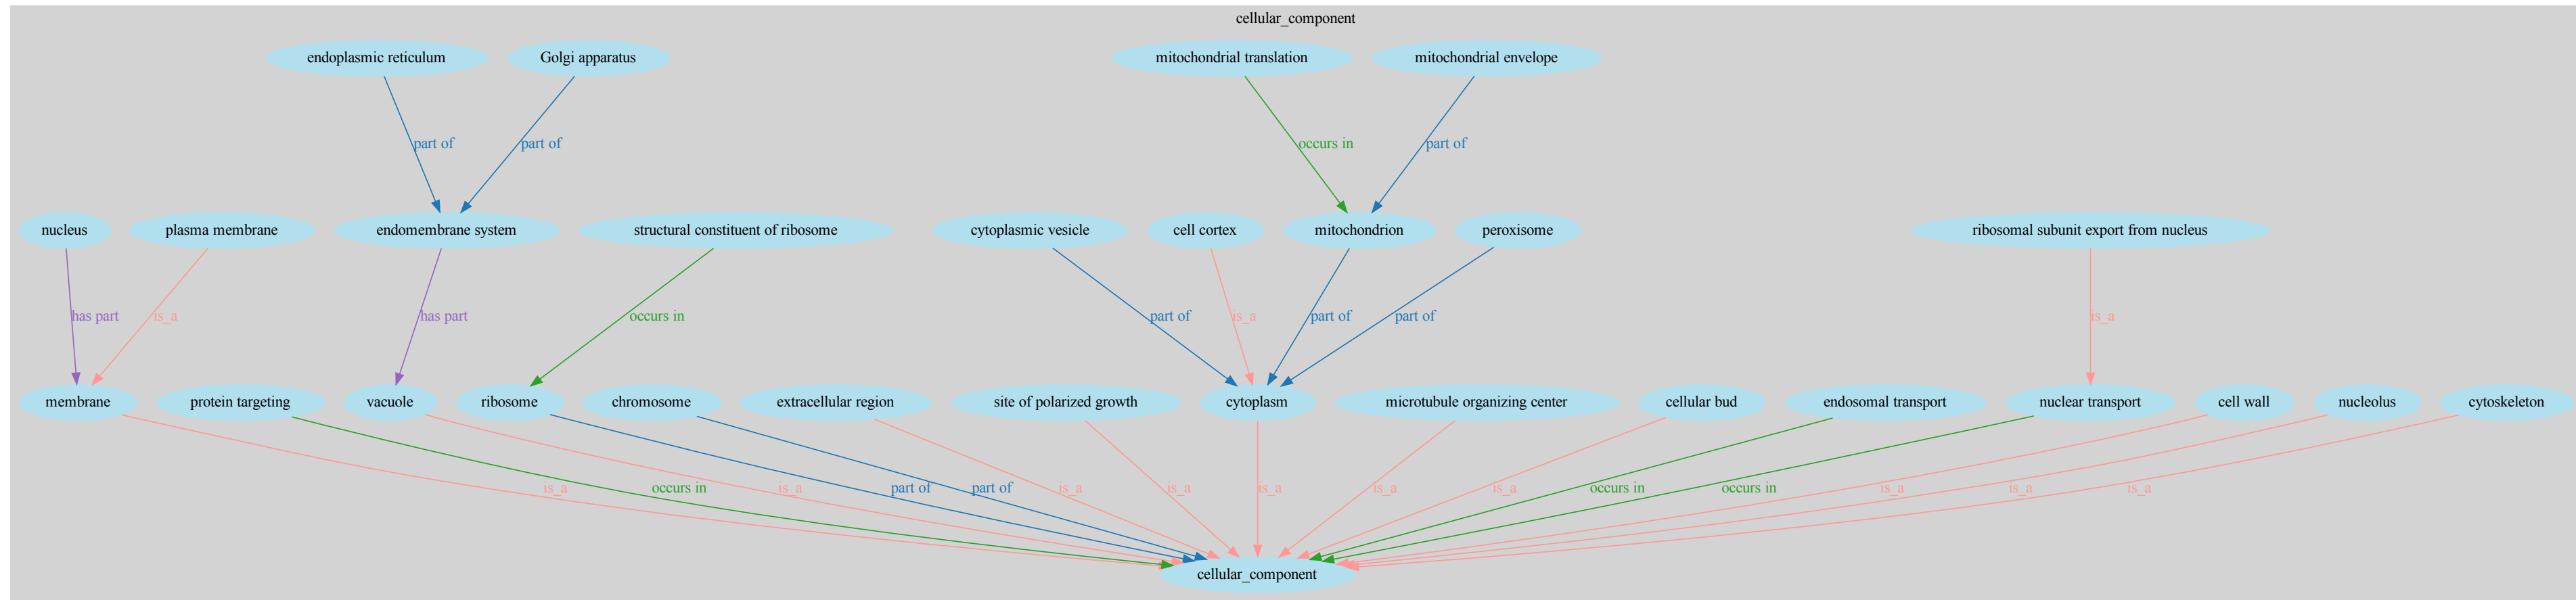 cellular_component
endoplasmic reticulum
Golgi apparatus
mitochondrial translation
mitochondrial envelope
part of
part of
occurs in
part of
nucleus
plasma membrane
endomembrane system
structural constituent of ribosome
cytoplasmic vesicle
cell cortex
mitochondrion
peroxisome
ribosomal subunit export from nucleus
has part
is_a
has part
occurs in
part of
is_a
part of
part of
is_a
membrane
protein targeting
vacuole
ribosome
chromosome
extracellular region
site of polarized growth
cytoplasm
microtubule organizing center
cellular bud
endosomal transport
nuclear transport
cell wall
nucleolus
cytoskeleton
is_a
occurs in
is_a
part of
part of
is_a
is_a
is_a
is_a
is_a
occurs in
occurs in
is_a
is_a
is_a
cellular_component